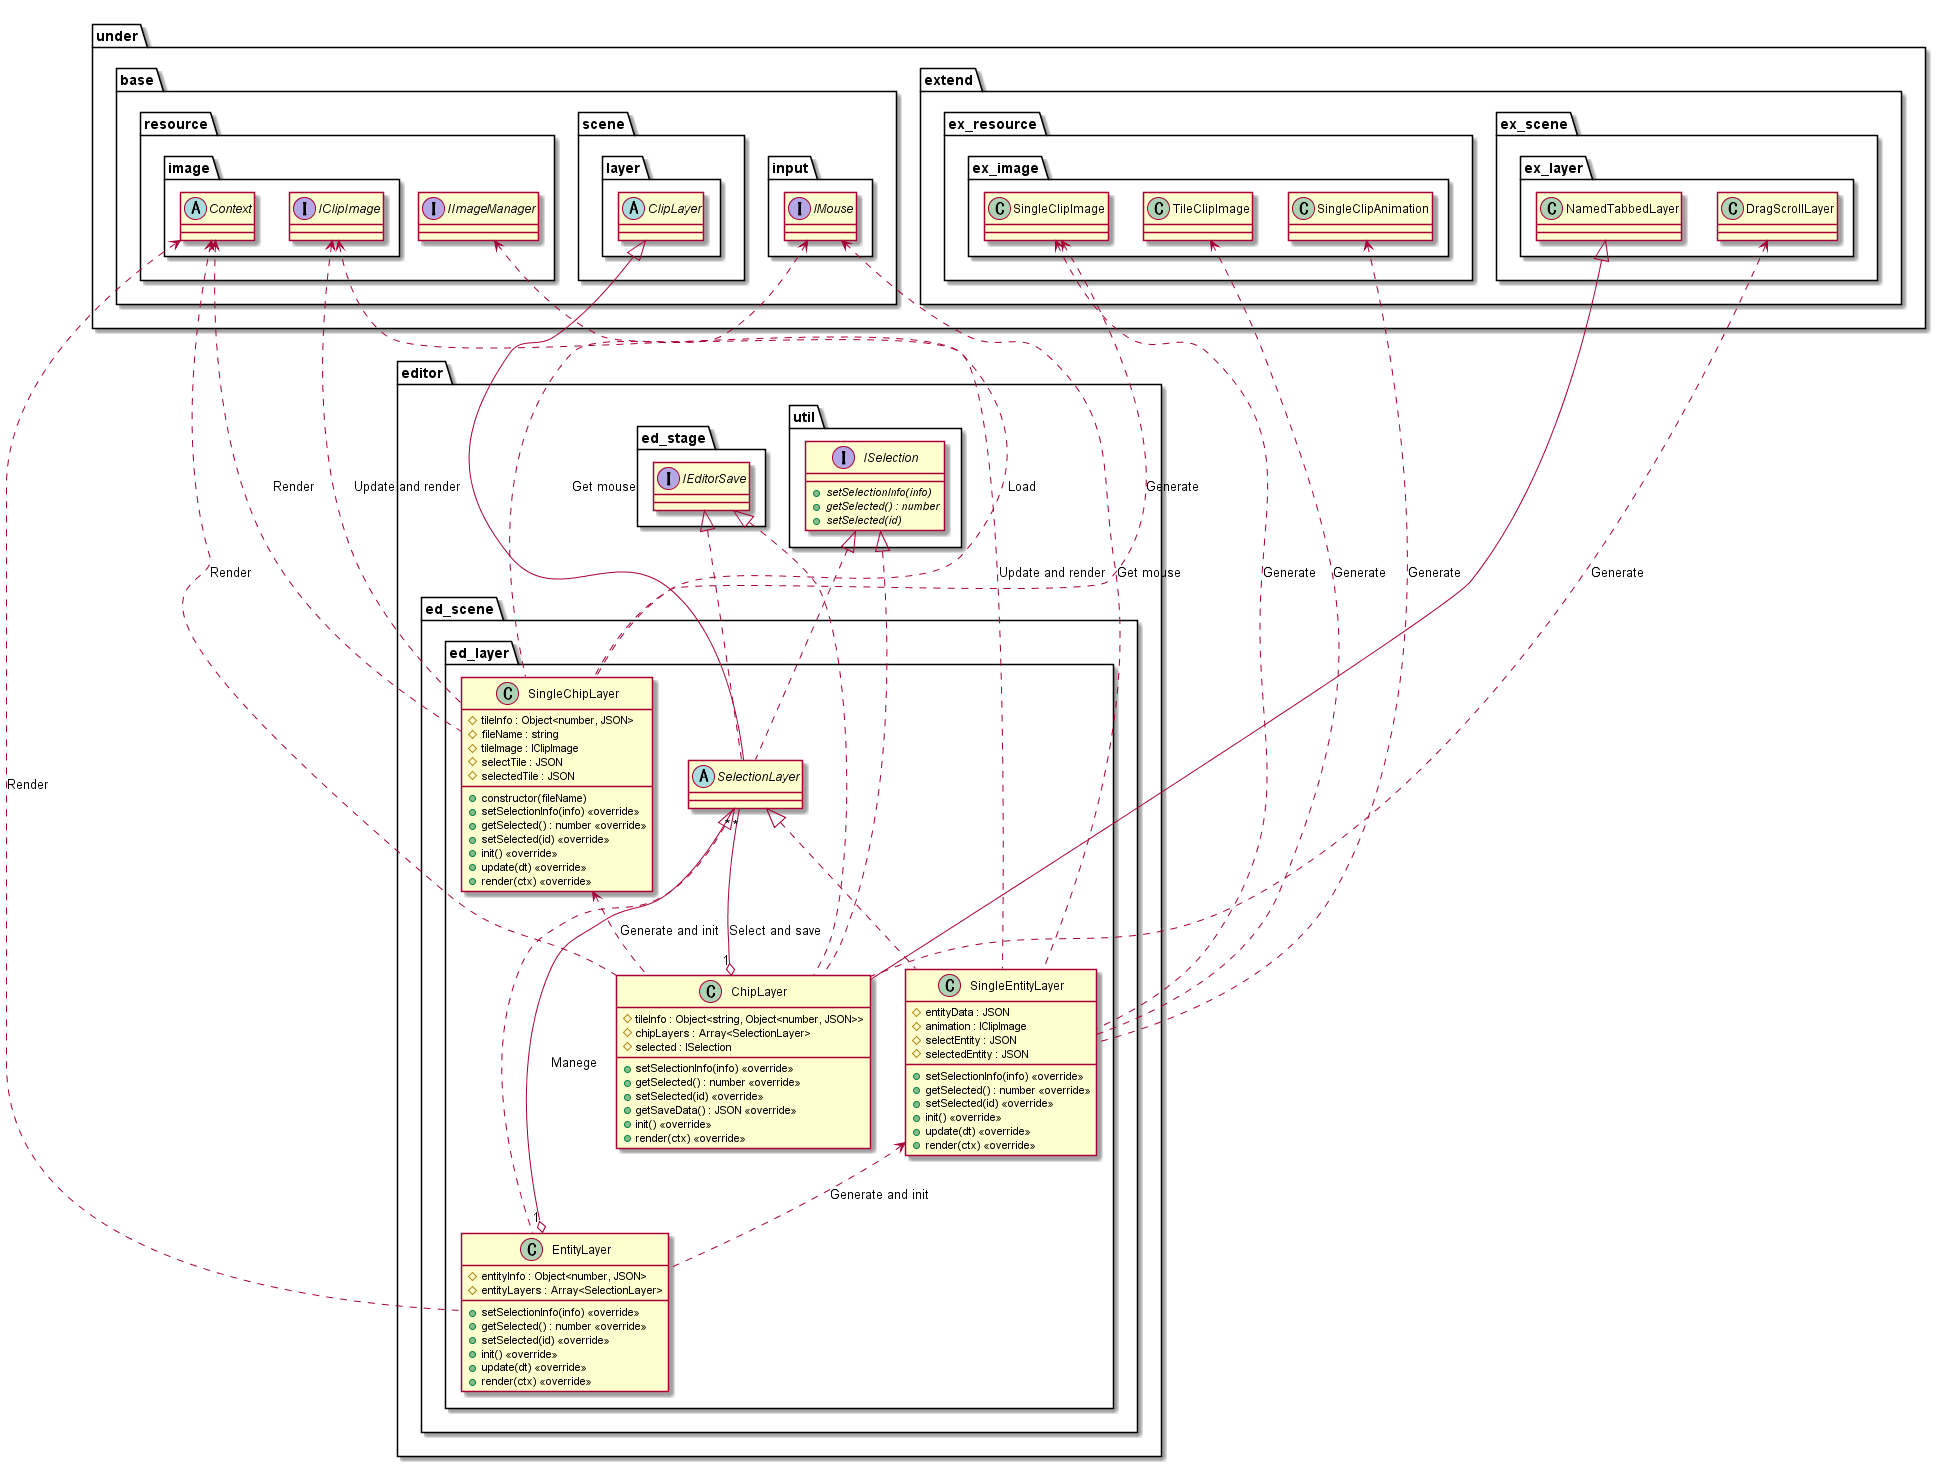 under
base
extend
resource
scene
ex_resource
ex_scene
image
layer
input
ex_image
ex_layer
A Context
I IClipImage
I IImageManager
A ClipLayer
I IMouse
C SingleClipImage
C TileClipImage
C SingleClipAnimation
C NamedTabbedLayer
C DragScrollLayer
editor
util
ed_stage
I ISelection
setSelectionInfo(info)
getSelected() : number
setSelected(id)
I IEditorSave
Render
Update and render
Get mouse
Load
Generate
Render
Update and render
Get mouse
Generate
Generate
Generate
Generate
ed_scene
ed_layer
C SingleChipLayer
tileInfo : Object<number, JSON>
fileName : string
tileImage : IClipImage
selectTile : JSON
selectedTile : JSON
constructor(fileName)
setSelectionInfo(info) «override»
getSelected() : number «override»
setSelected(id) «override»
init() «override»
update(dt) «override»
render(ctx) «override»
A SelectionLayer
Render
* *
Generate and init
Select and save
1
C ChipLayer
tileInfo : Object<string, Object<number, JSON>>
chipLayers : Array<SelectionLayer>
selected : ISelection
setSelectionInfo(info) «override»
getSelected() : number «override»
setSelected(id) «override»
getSaveData() : JSON «override»
init() «override»
render(ctx) «override»
C SingleEntityLayer
entityData : JSON
animation : IClipImage
selectEntity : JSON
selectedEntity : JSON
setSelectionInfo(info) «override»
getSelected() : number «override»
setSelected(id) «override»
init() «override»
update(dt) «override»
render(ctx) «override»
Manege
Generate and init
1
C EntityLayer
entityInfo : Object<number, JSON>
entityLayers : Array<SelectionLayer>
setSelectionInfo(info) «override»
getSelected() : number «override»
setSelected(id) «override»
init() «override»
update(dt) «override»
render(ctx) «override»